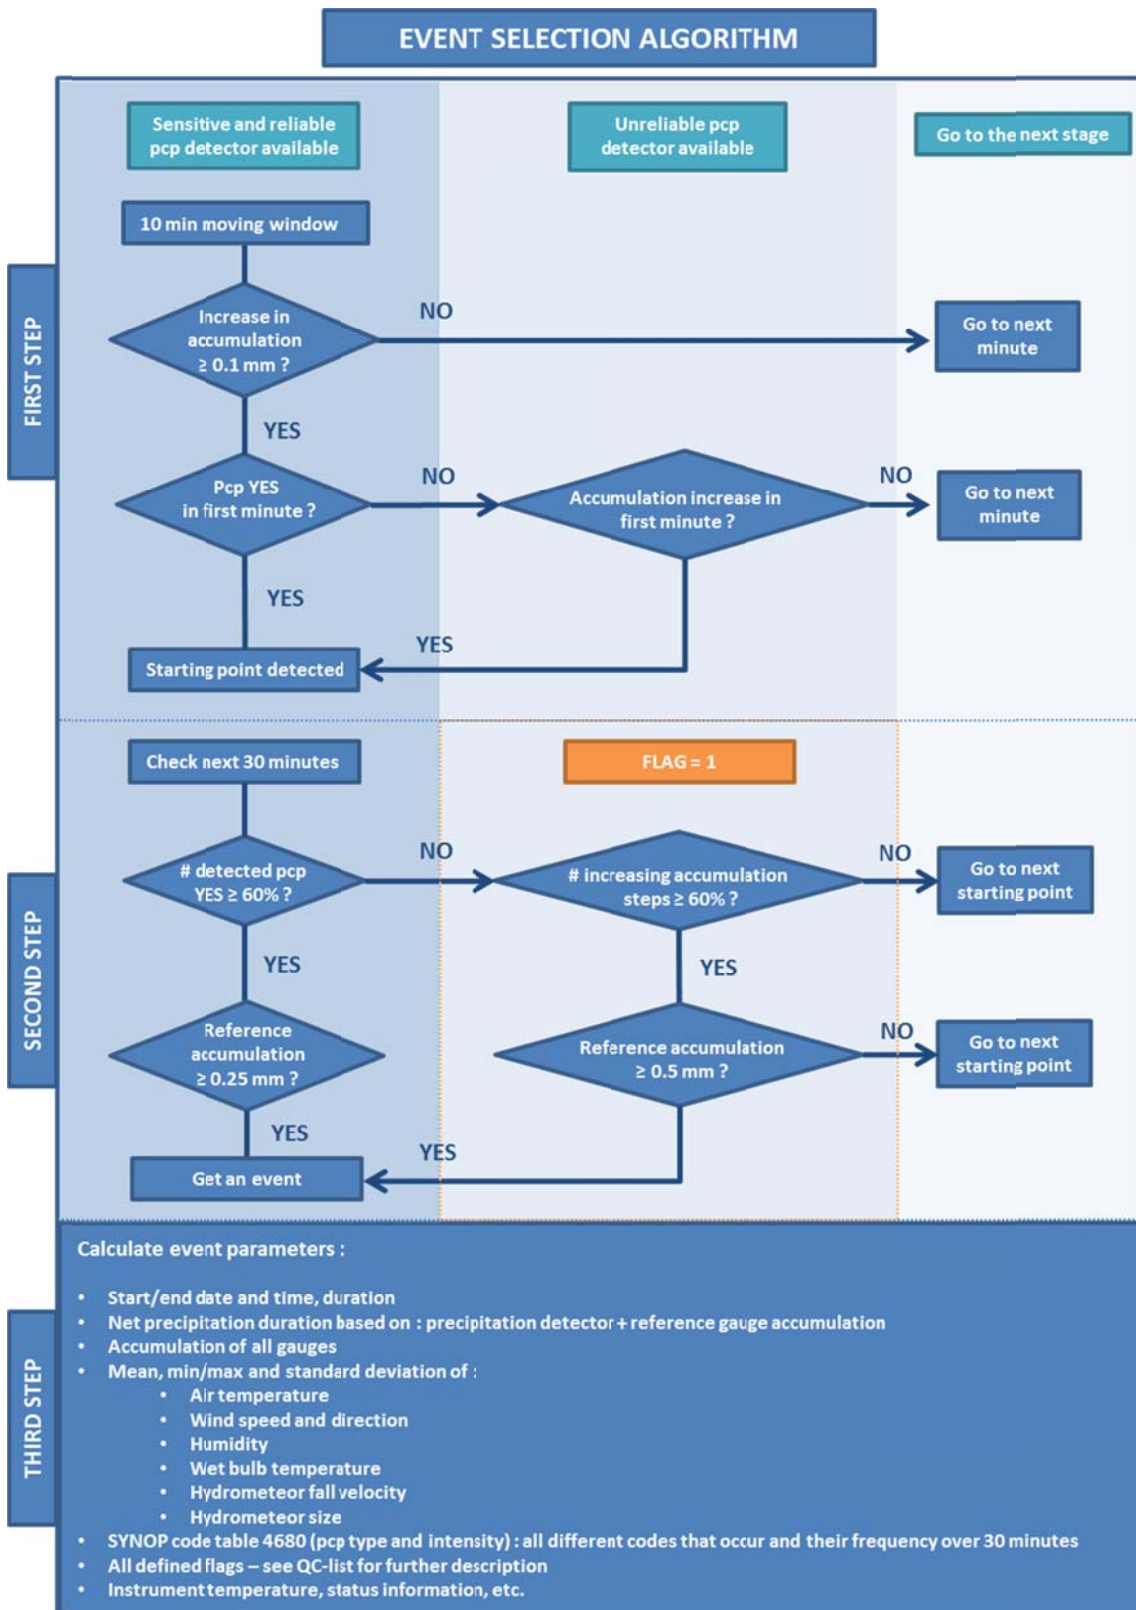 EVENT SELECTION ALGORITHM
Sensitive and reliable
pcp detector available
Unreliable pcp
detector available
Go to the next stage
FIRST STEP
10 min moving window
Increase in
accumulation
≥ 0.1 mm ?
NO
Go to next
minute
YES
Pcp YES
in first minute ?
NO
Accumulation increase in
first minute ?
NO
Go to next
minute
YES
YES
Starting point detected
SECOND STEP
Check next 30 minutes
FLAG = 1
# detected pcp
YES ≥ 60% ?
NO
# increasing accumulation
steps ≥ 60% ?
NO
Go to next
starting point
YES
YES
Reference
accumulation
≥ 0.25 mm ?
Reference accumulation
≥ 0.5 mm ?
NO
Go to next
starting point
YES
YES
Get an event
THIRD STEP
Calculate event parameters :
• Start/end date and time, duration
• Net precipitation duration based on : precipitation detector + reference gauge accumulation
• Accumulation of all gauges
• Mean, min/max and standard deviation of :
• Air temperature
• Wind speed and direction
• Humidity
• Wet bulb temperature
• Hydrometeor fall velocity
• Hydrometeor size
• SYNOP code table 4680 (pcp type and intensity) : all different codes that occur and their frequency over 30 minutes
• All defined flags – see QC-list for further description
• Instrument temperature, status information, etc.